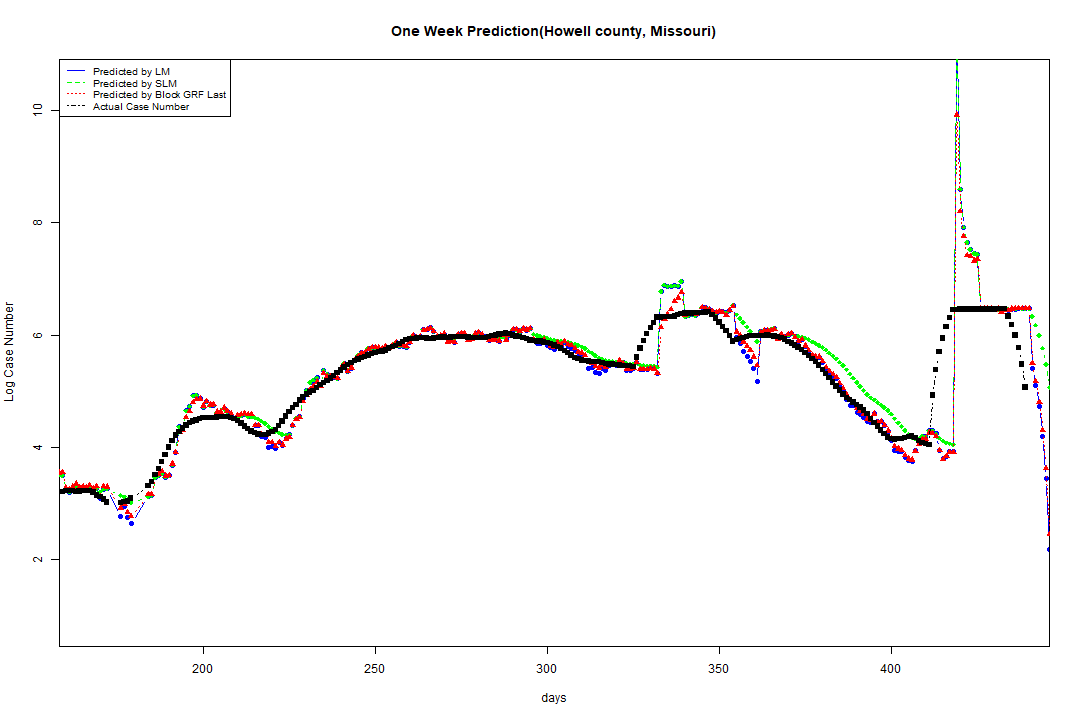 One Week Prediction(Howell county, Missouri)
Predicted by LM
Predicted by SLM
Predicted by Block GRF Last
Actual Case Number
Log Case Number
10
8
6
4
2
200 250 300 350 400
days